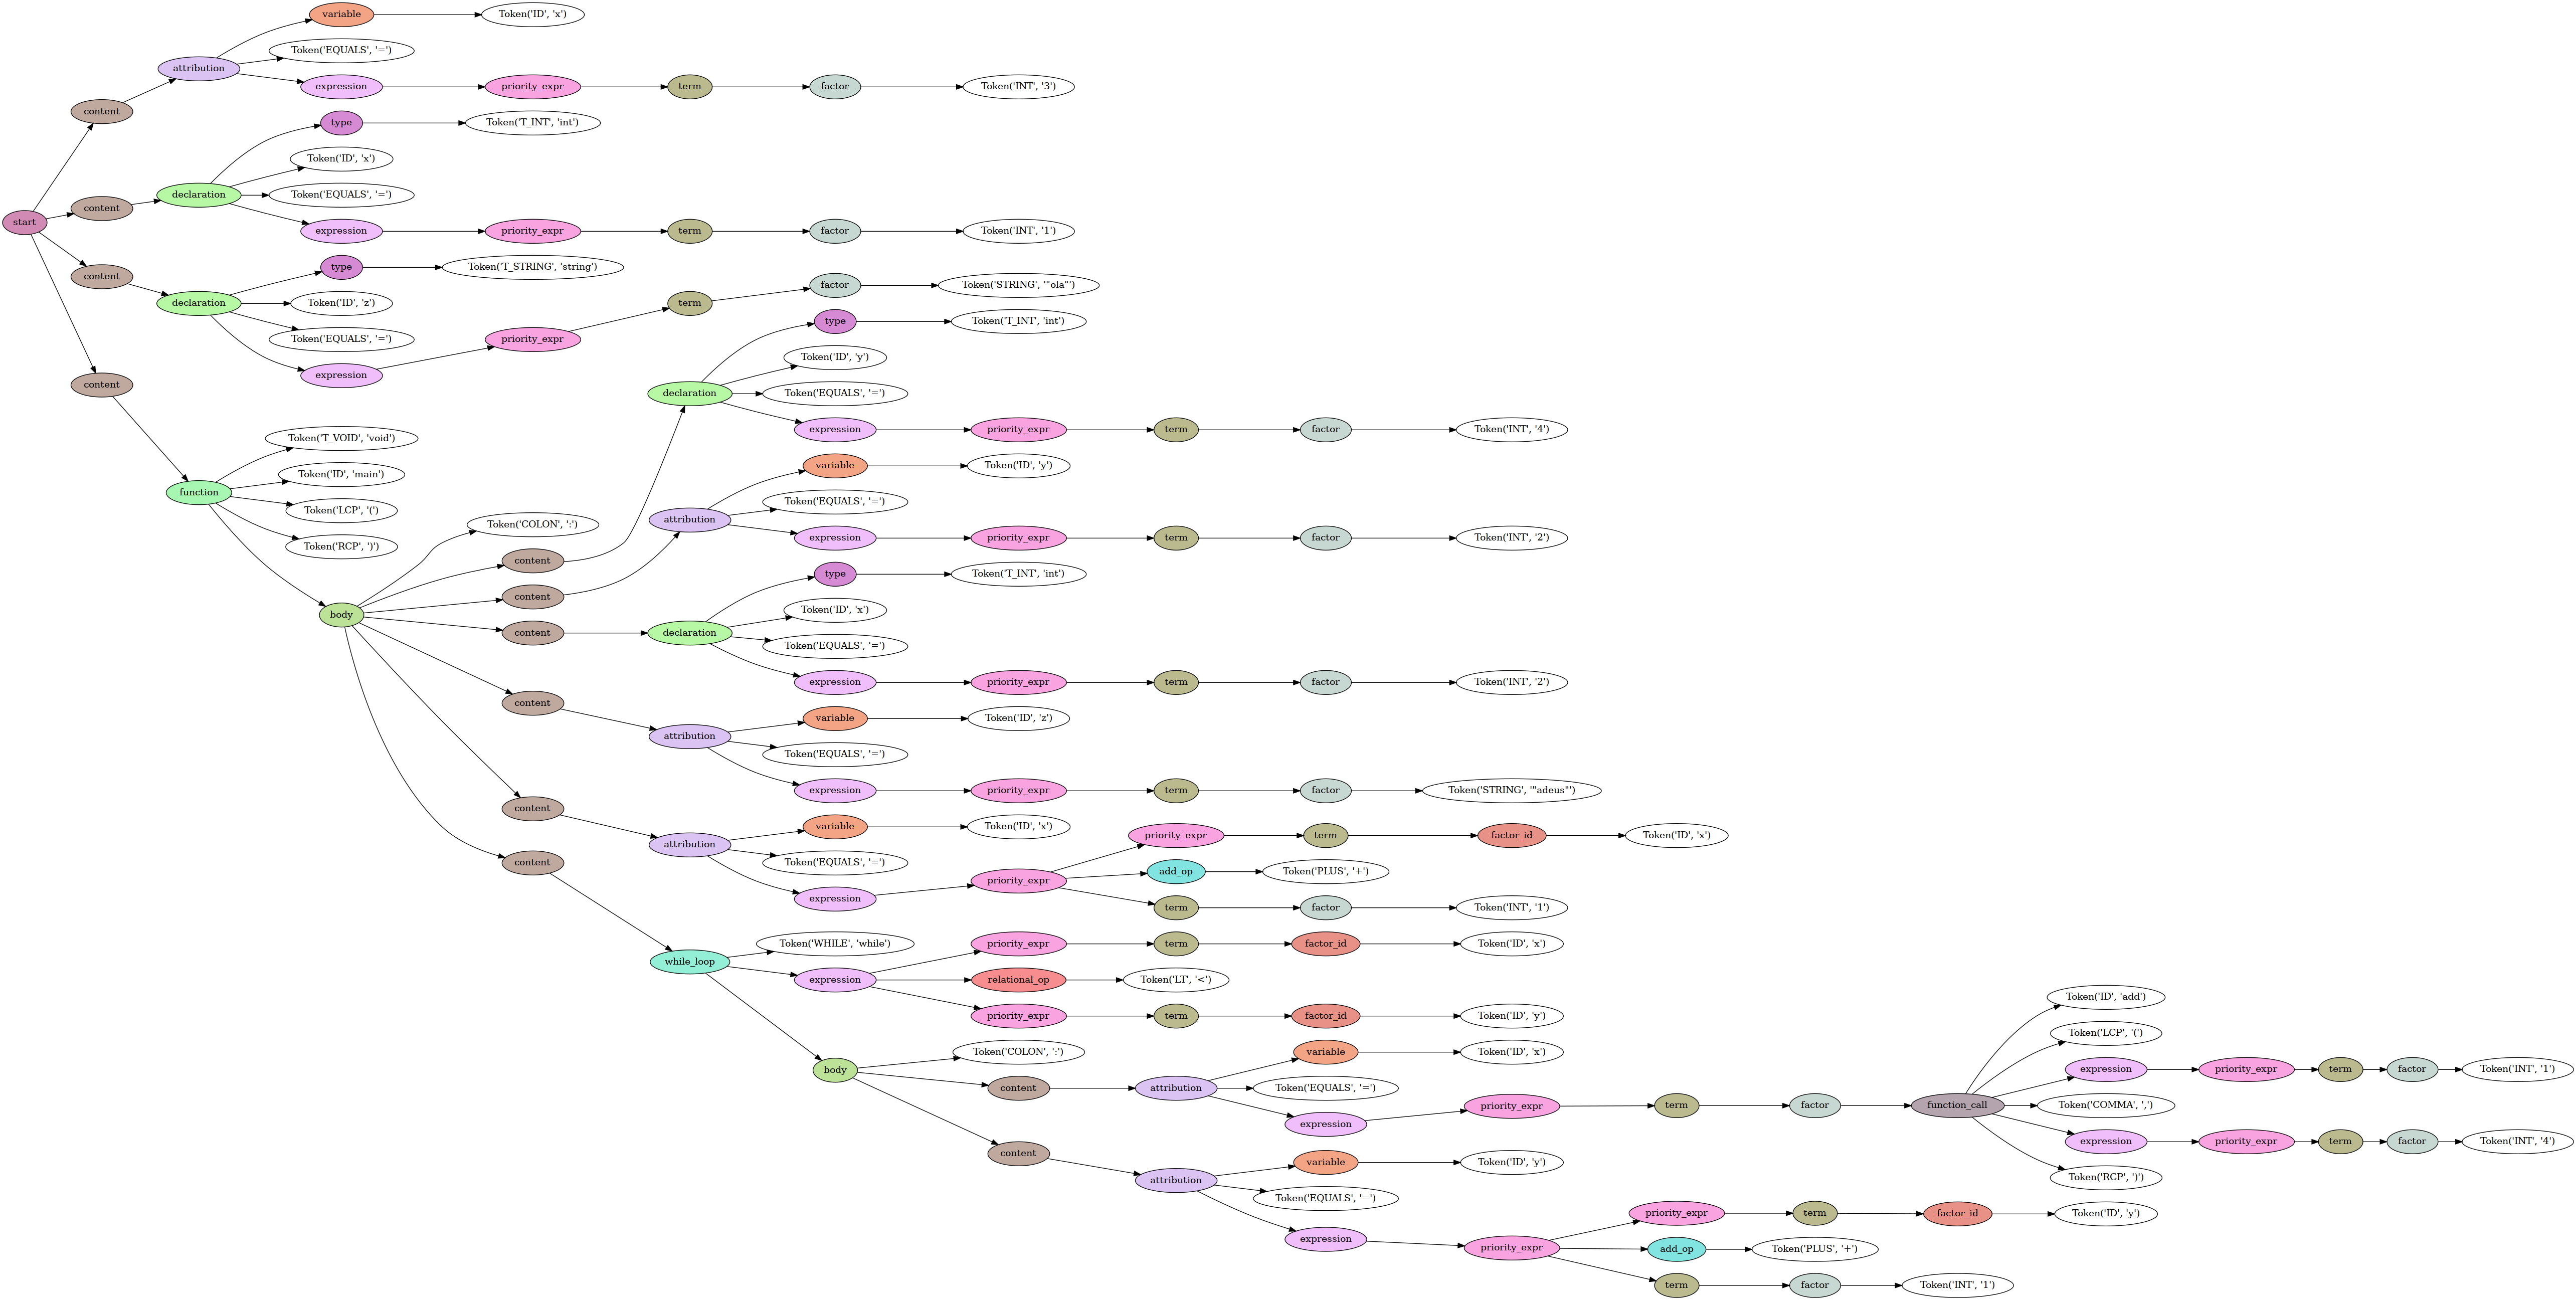 variable
Token('ID', 'x')
Token('EQUALS', '=')
attribution
expression
priority_expr
term
factor
Token('INT', '3')
content
type
Token('T_INT', 'int')
Token('ID', 'x')
declaration
Token('EQUALS', '=')
content
start
expression
priority_expr
term
factor
Token('INT', '1')
type
Token('T_STRING', 'string')
content
factor
Token('STRING', '"ola"')
declaration
Token('ID', 'z')
term
type
Token('T_INT', 'int')
Token('EQUALS', '=')
priority_expr
Token('ID', 'y')
expression
content
declaration
Token('EQUALS', '=')
expression
priority_expr
term
factor
Token('INT', '4')
Token('T_VOID', 'void')
variable
Token('ID', 'y')
Token('ID', 'main')
function
Token('EQUALS', '=')
Token('LCP', '(')
attribution
Token('COLON', ':')
expression
priority_expr
term
factor
Token('INT', '2')
Token('RCP', ')')
content
type
Token('T_INT', 'int')
content
Token('ID', 'x')
body
content
declaration
Token('EQUALS', '=')
expression
priority_expr
term
factor
Token('INT', '2')
content
variable
Token('ID', 'z')
attribution
Token('EQUALS', '=')
expression
priority_expr
term
factor
Token('STRING', '"adeus"')
content
variable
Token('ID', 'x')
priority_expr
term
factor_id
Token('ID', 'x')
attribution
Token('EQUALS', '=')
content
add_op
Token('PLUS', '+')
priority_expr
expression
term
factor
Token('INT', '1')
Token('WHILE', 'while')
priority_expr
term
factor_id
Token('ID', 'x')
while_loop
expression
relational_op
Token('LT', '<')
Token('ID', 'add')
priority_expr
term
factor_id
Token('ID', 'y')
Token('LCP', '(')
Token('COLON', ':')
variable
Token('ID', 'x')
body
expression
priority_expr
term
factor
Token('INT', '1')
content
attribution
Token('EQUALS', '=')
priority_expr
term
factor
function_call
Token('COMMA', ',')
expression
expression
priority_expr
term
factor
Token('INT', '4')
content
variable
Token('ID', 'y')
attribution
Token('RCP', ')')
Token('EQUALS', '=')
priority_expr
term
factor_id
Token('ID', 'y')
expression
priority_expr
add_op
Token('PLUS', '+')
term
factor
Token('INT', '1')